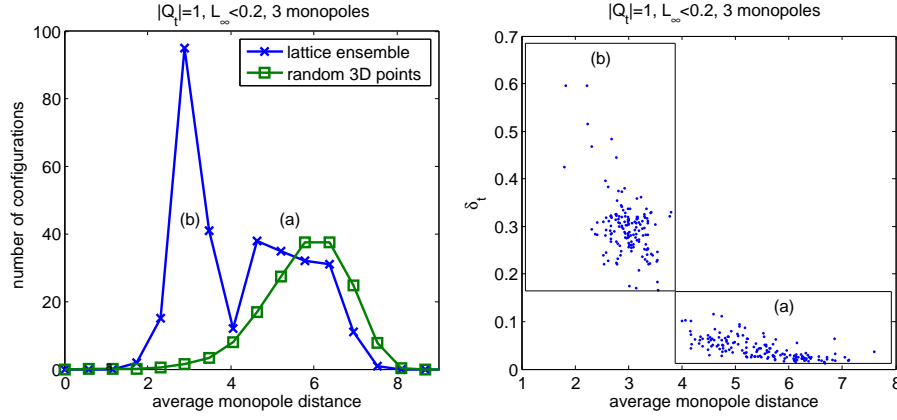 |Q_t|=1, L_∞<0.2, 3 monopoles
100
80
60
40
20
0
number of configurations
lattice ensemble
random 3D points
(b)
(a)
0 2 4 6 8
average monopole distance
|Q_t|=1, L_∞<0.2, 3 monopoles
0.7
0.6
0.5
0.4
0.3
0.2
0.1
0
δ_t
(b)
(a)
1 2 3 4 5 6 7 8
average monopole distance